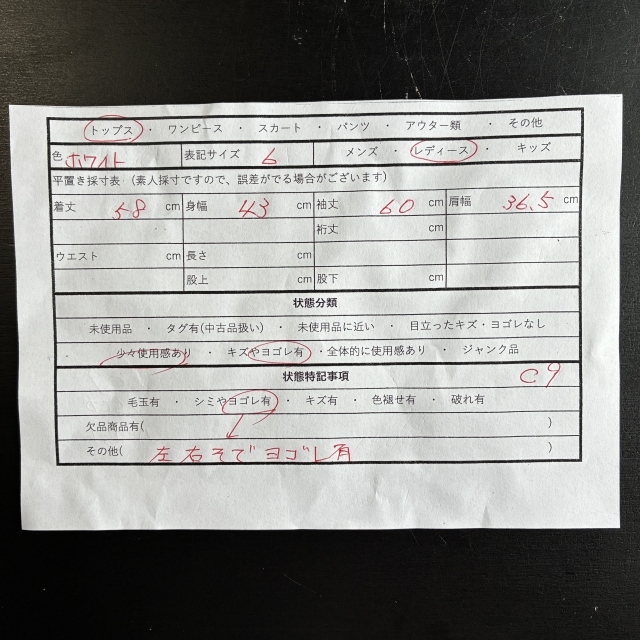 トップス ・ ワンピース ・ スカート ・ パンツ ・ アウター類 ・ その他
色 ホワイト 表記サイズ 6 メンズ ・ レディース ・ キッズ
平置き採寸表（素人採寸ですので、誤差がでる場合がございます）
着丈 58 cm 身幅 43 cm 袖丈 60 cm 肩幅 36.5 cm
裄丈 cm
ウエスト cm 長さ cm
股上 cm 股下 cm
状態分類
未使用品 ・ タグ有(中古品扱い) ・ 未使用品に近い ・ 目立ったキズ・ヨゴレなし
少々使用感あり ・ キズやヨゴレ有 ・全体的に使用感あり ・ ジャンク品
状態特記事項 C9
毛玉有 ・ シミやヨゴレ有 ・ キズ有 ・ 色褪せ有 ・ 破れ有
欠品商品有( )
その他( 左右そでヨゴレ有 )